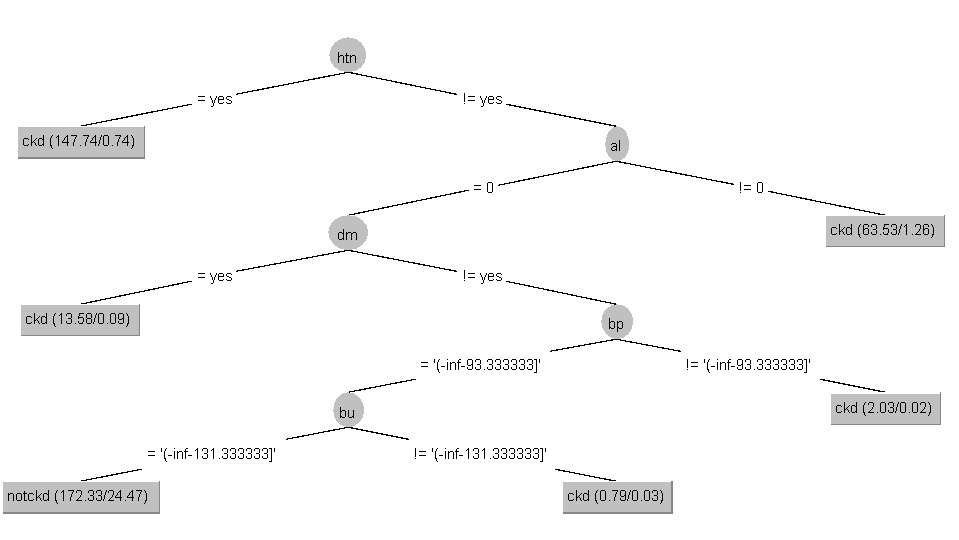 htn
= yes
!= yes
ckd (147.74/0.74)
al
= 0
!= 0
dm
ckd (63.53/1.26)
= yes
!= yes
ckd (13.58/0.09)
bp
= '(-inf-93.333333]'
!= '(-inf-93.333333]'
bu
ckd (2.03/0.02)
= '(-inf-131.333333]'
!= '(-inf-131.333333]'
notckd (172.33/24.47)
ckd (0.79/0.03)